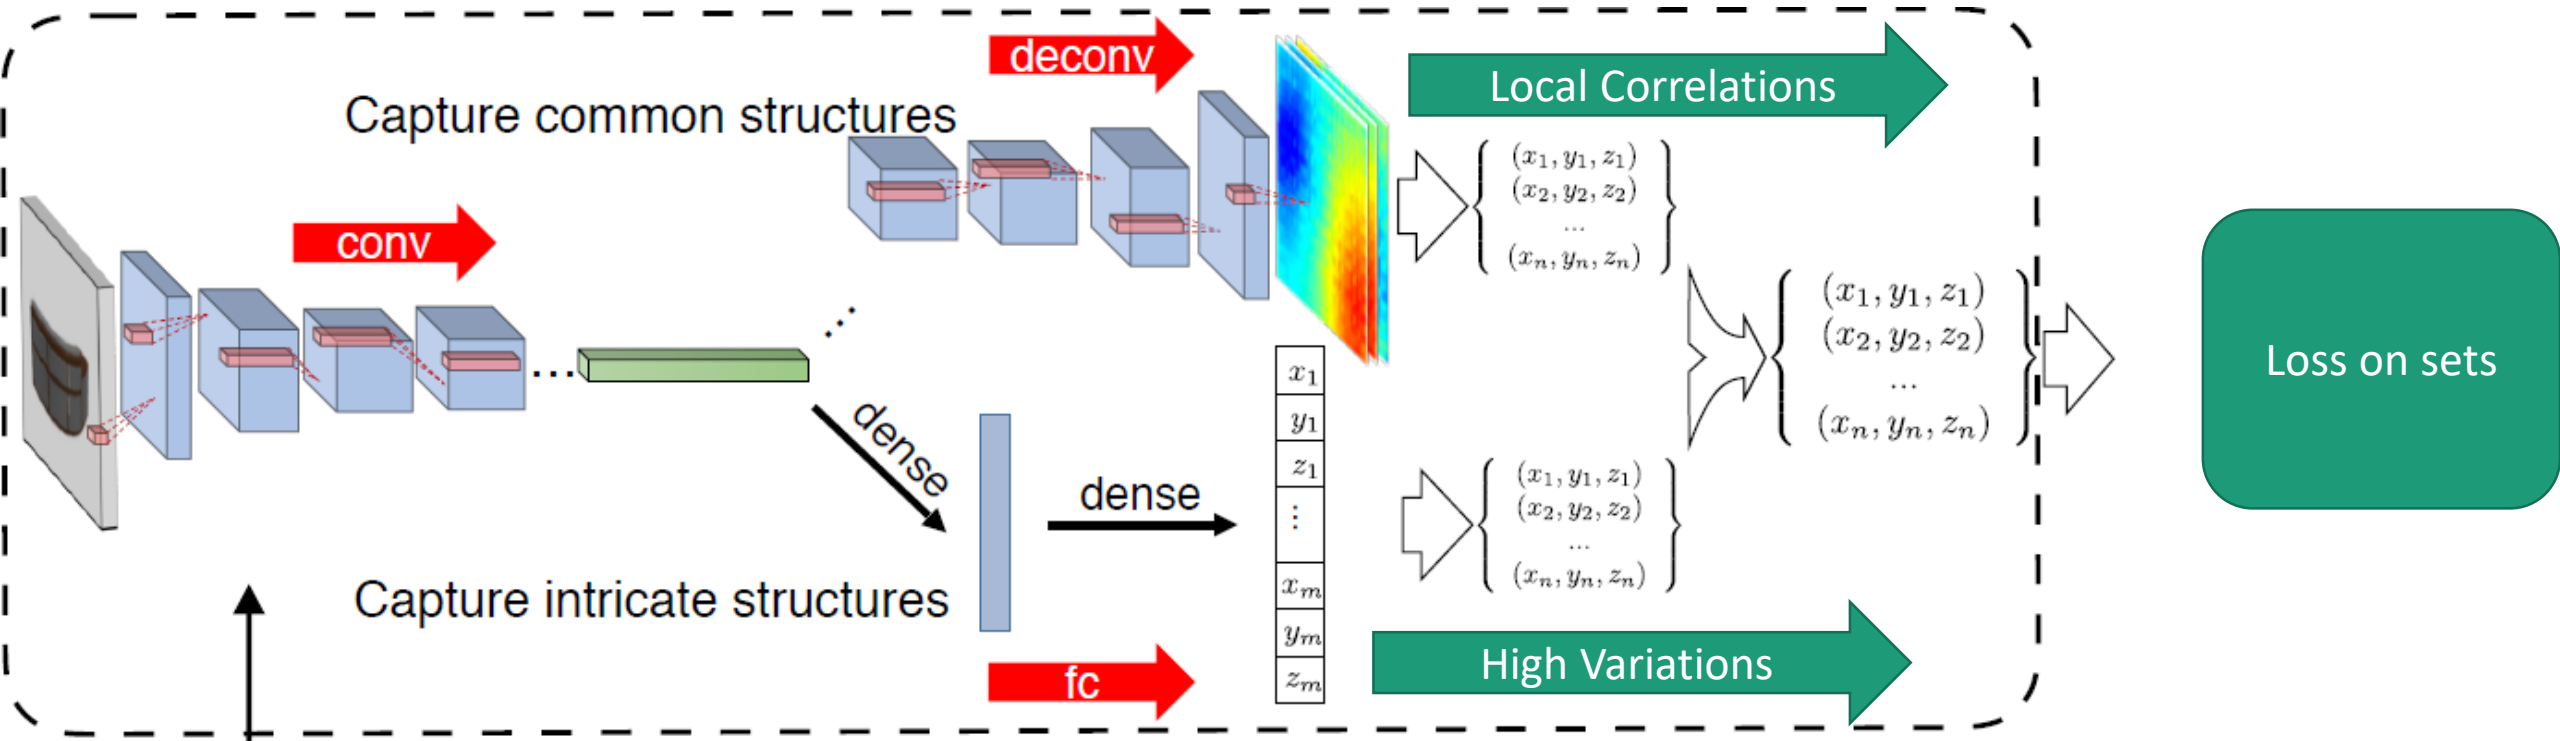 deconv
Local Correlations
Capture common structures
conv
(x₁, y₁, z₁)
(x₂, y₂, z₂)
...
(xₙ, yₙ, zₙ)
...
...
dense
dense
x₁
y₁
z₁
⋮
xₘ
yₘ
zₘ
(x₁, y₁, z₁)
(x₂, y₂, z₂)
...
(xₙ, yₙ, zₙ)
(x₁, y₁, z₁)
(x₂, y₂, z₂)
...
(xₙ, yₙ, zₙ)
Loss on sets
Capture intricate structures
fc
High Variations